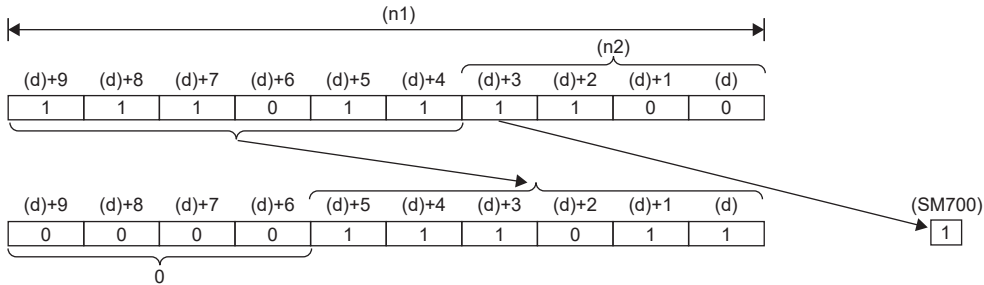 (n1)
(n2)
(d)+9 (d)+8 (d)+7 (d)+6 (d)+5 (d)+4 (d)+3 (d)+2 (d)+1 (d)
1 1 1 0 1 1 1 1 0 0
(d)+9 (d)+8 (d)+7 (d)+6 (d)+5 (d)+4 (d)+3 (d)+2 (d)+1 (d) (SM700)
0 0 0 0 1 1 1 0 1 1 1
0